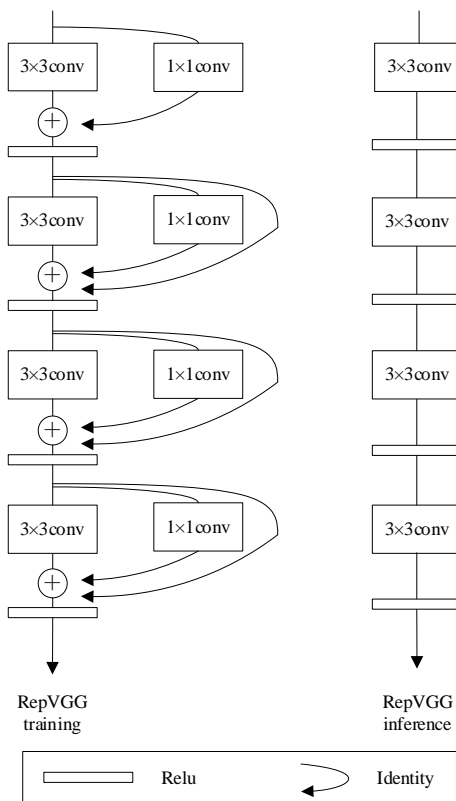 3×3conv
1×1conv
3×3conv
+
3×3conv
1×1conv
3×3conv
+
3×3conv
1×1conv
3×3conv
+
3×3conv
1×1conv
3×3conv
+
RepVGG
training
RepVGG
inference
Relu
Identity